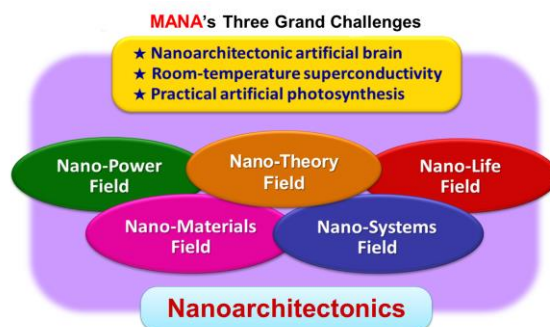 MANA's Three Grand Challenges
★ Nanoarchitectonic artificial brain
★ Room-temperature superconductivity
★ Practical artificial photosynthesis
Nano-Power
Field
Nano-Theory
Field
Nano-Life
Field
Nano-Materials
Field
Nano-Systems
Field
Nanoarchitectonics